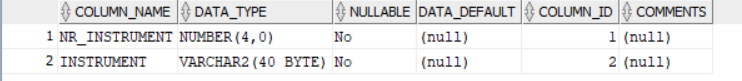 COLUMN_NAME DATA_TYPE NULLABLE DATA_DEFAULT COLUMN_ID COMMENTS
1 NR_INSTRUMENT NUMBER(4,0) No (null) 1 (null)
2 INSTRUMENT VARCHAR2(40 BYTE) No (null) 2 (null)